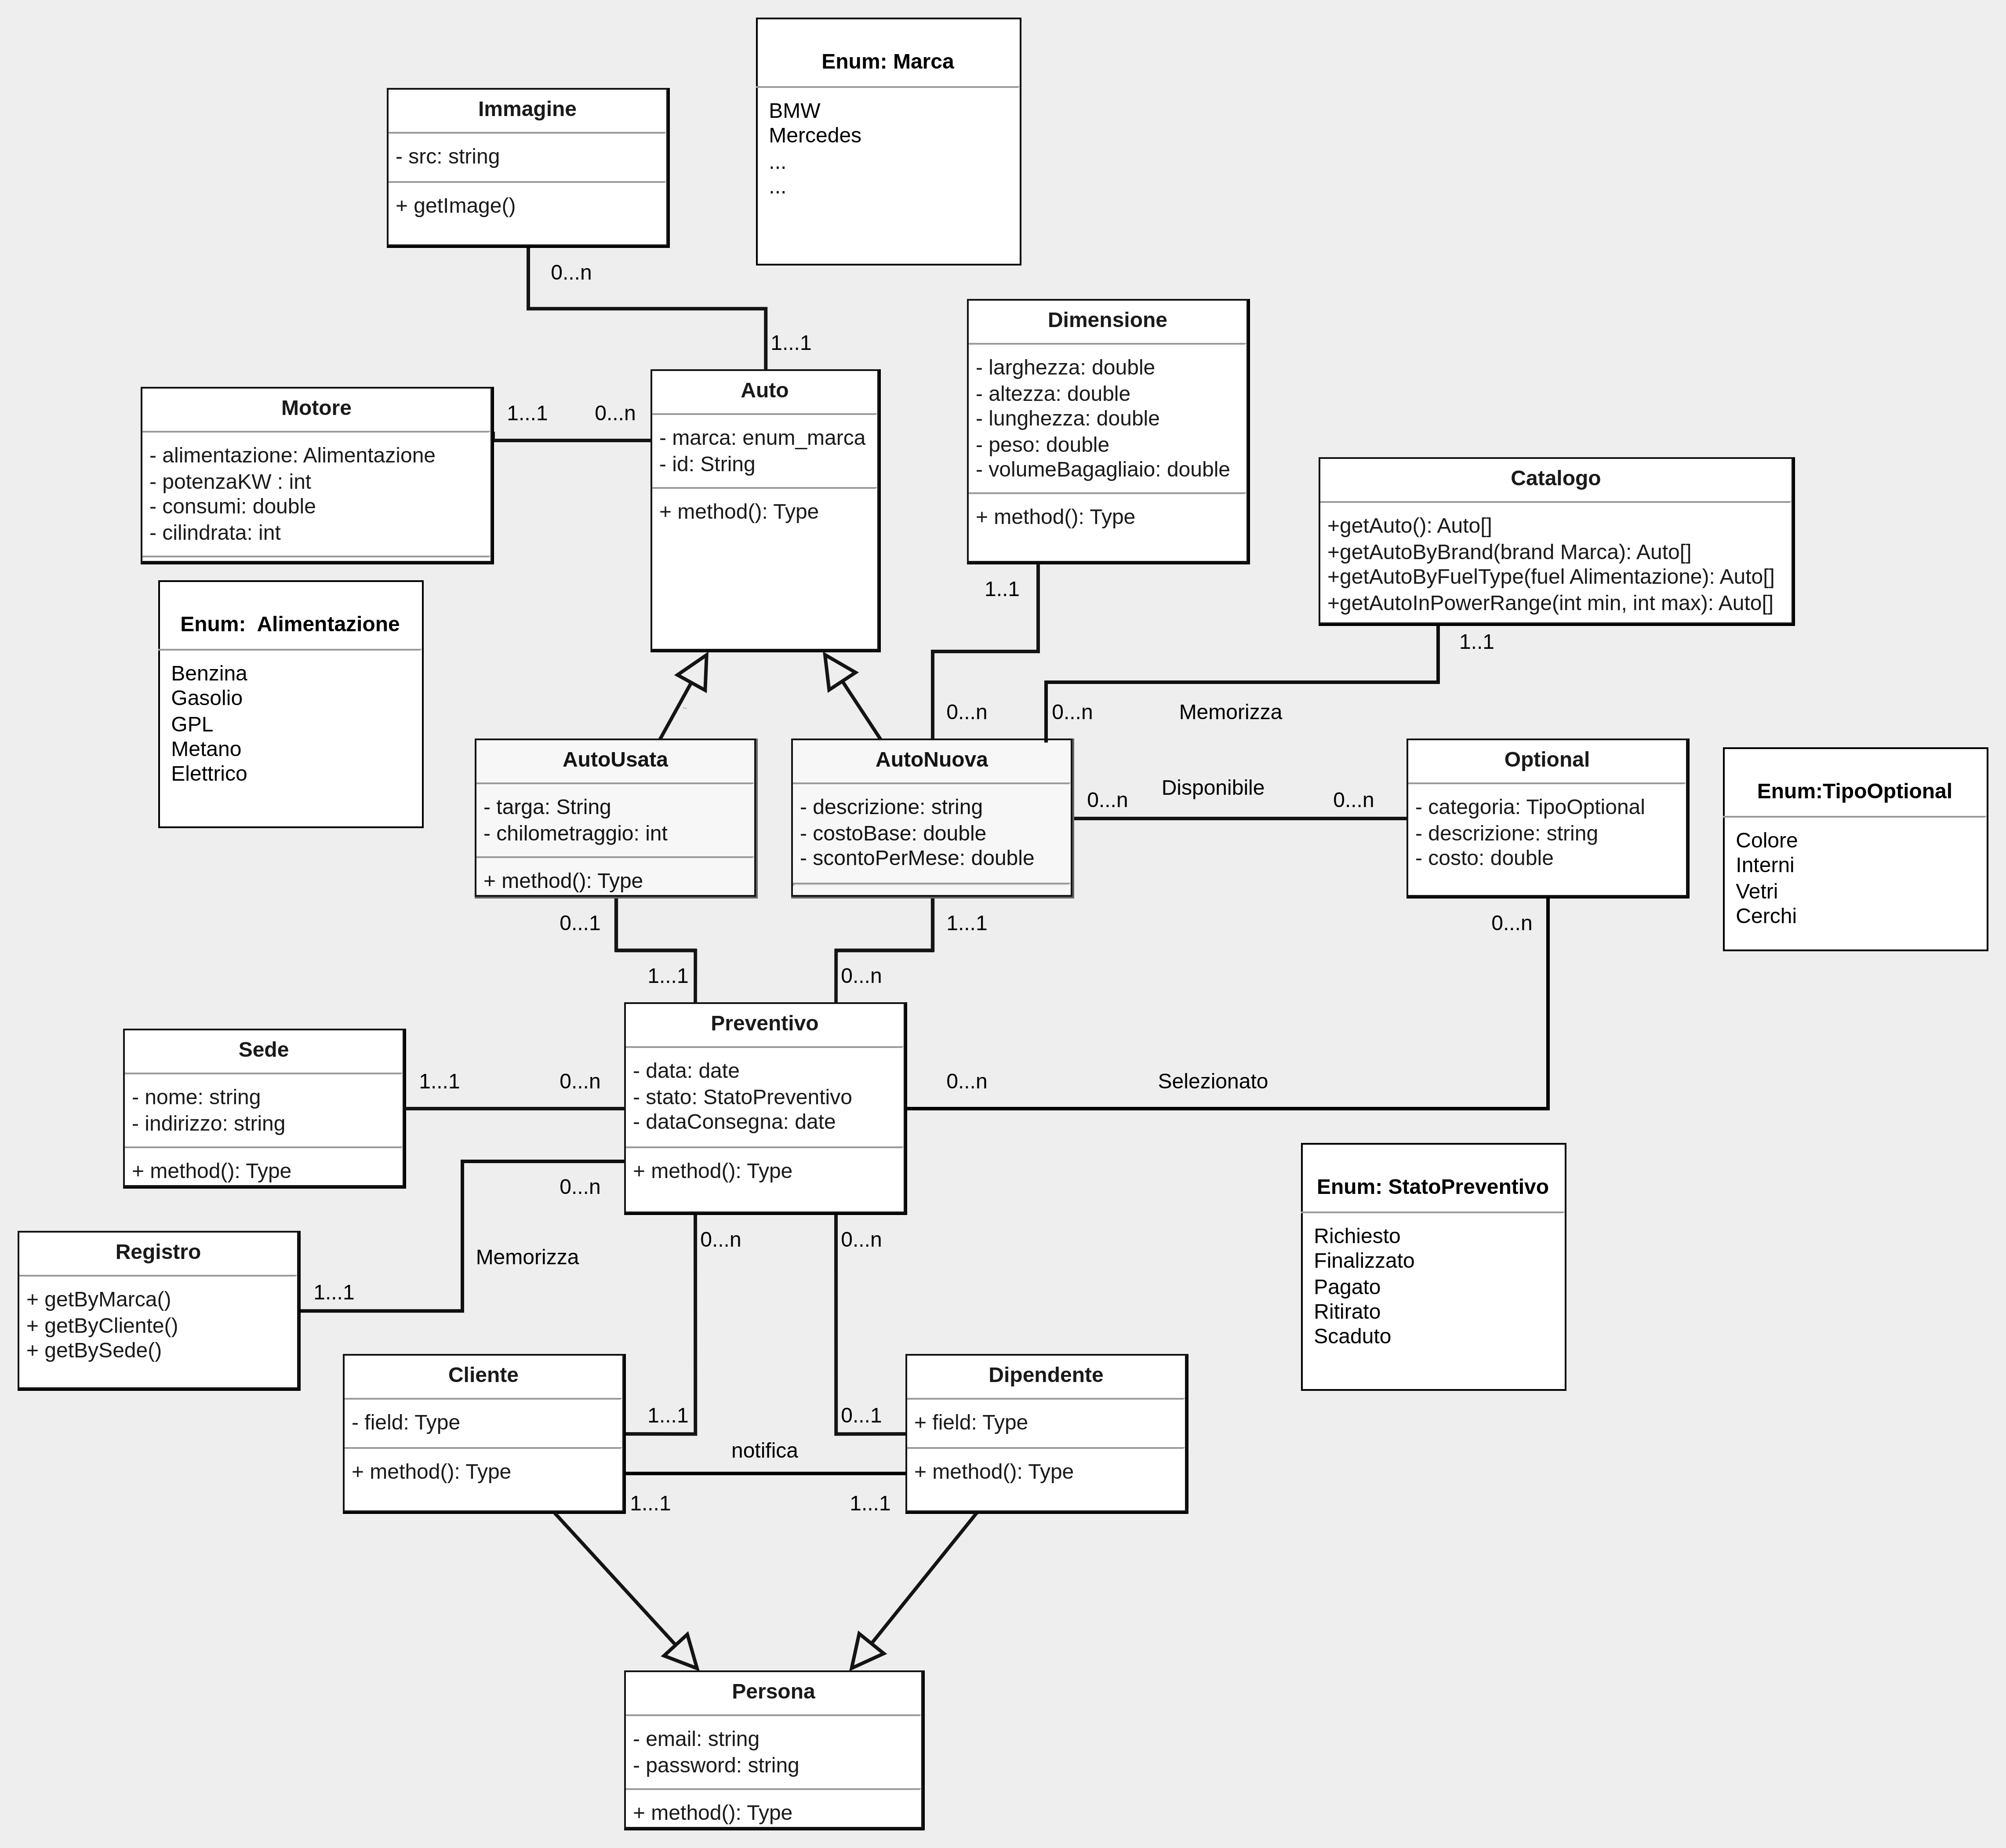 Enum: Marca
BMW
Mercedes
...
...
Immagine
- src: string
+ getImage()
0...n
1...1
Dimensione
- larghezza: double
- altezza: double
- lunghezza: double
- peso: double
- volumeBagagliaio: double
+ method(): Type
1..1
Auto
- marca: enum_marca
- id: String
+ method(): Type
Motore
- alimentazione: Alimentazione
- potenzaKW : int
- consumi: double
- cilindrata: int
1...1
0...n
Catalogo
+getAuto(): Auto[]
+getAutoByBrand(brand Marca): Auto[]
+getAutoByFuelType(fuel Alimentazione): Auto[]
+getAutoInPowerRange(int min, int max): Auto[]
1...1
Enum:  Alimentazione
Benzina
Gasolio
GPL
Metano
Elettrico
0...n
0...n
Memorizza
AutoUsata
- targa: String
- chilometraggio: int
+ method(): Type
AutoNuova
- descrizione: string
- costoBase: double
- scontoPerMese: double
0...n
Disponibile
0...n
Optional
- categoria: TipoOptional
- descrizione: string
- costo: double
Enum:TipoOptional
Colore
Interni
Vetri
Cerchi
0...1
1...1
0...n
1...1
0...n
Preventivo
- data: date
- stato: StatoPreventivo
- dataConsegna: date
+ method(): Type
Sede
- nome: string
- indirizzo: string
+ method(): Type
1...1
0...n
0...n
Selezionato
0...n
Enum: StatoPreventivo
Richiesto
Finalizzato
Pagato
Ritirato
Scaduto
Registro
+ getByMarca()
+ getByCliente()
+ getBySede()
1...1
Memorizza
0...n
0...n
Cliente
- field: Type
+ method(): Type
1...1
0...1
notifica
1...1
1...1
Dipendente
+ field: Type
+ method(): Type
Persona
- email: string
- password: string
+ method(): Type